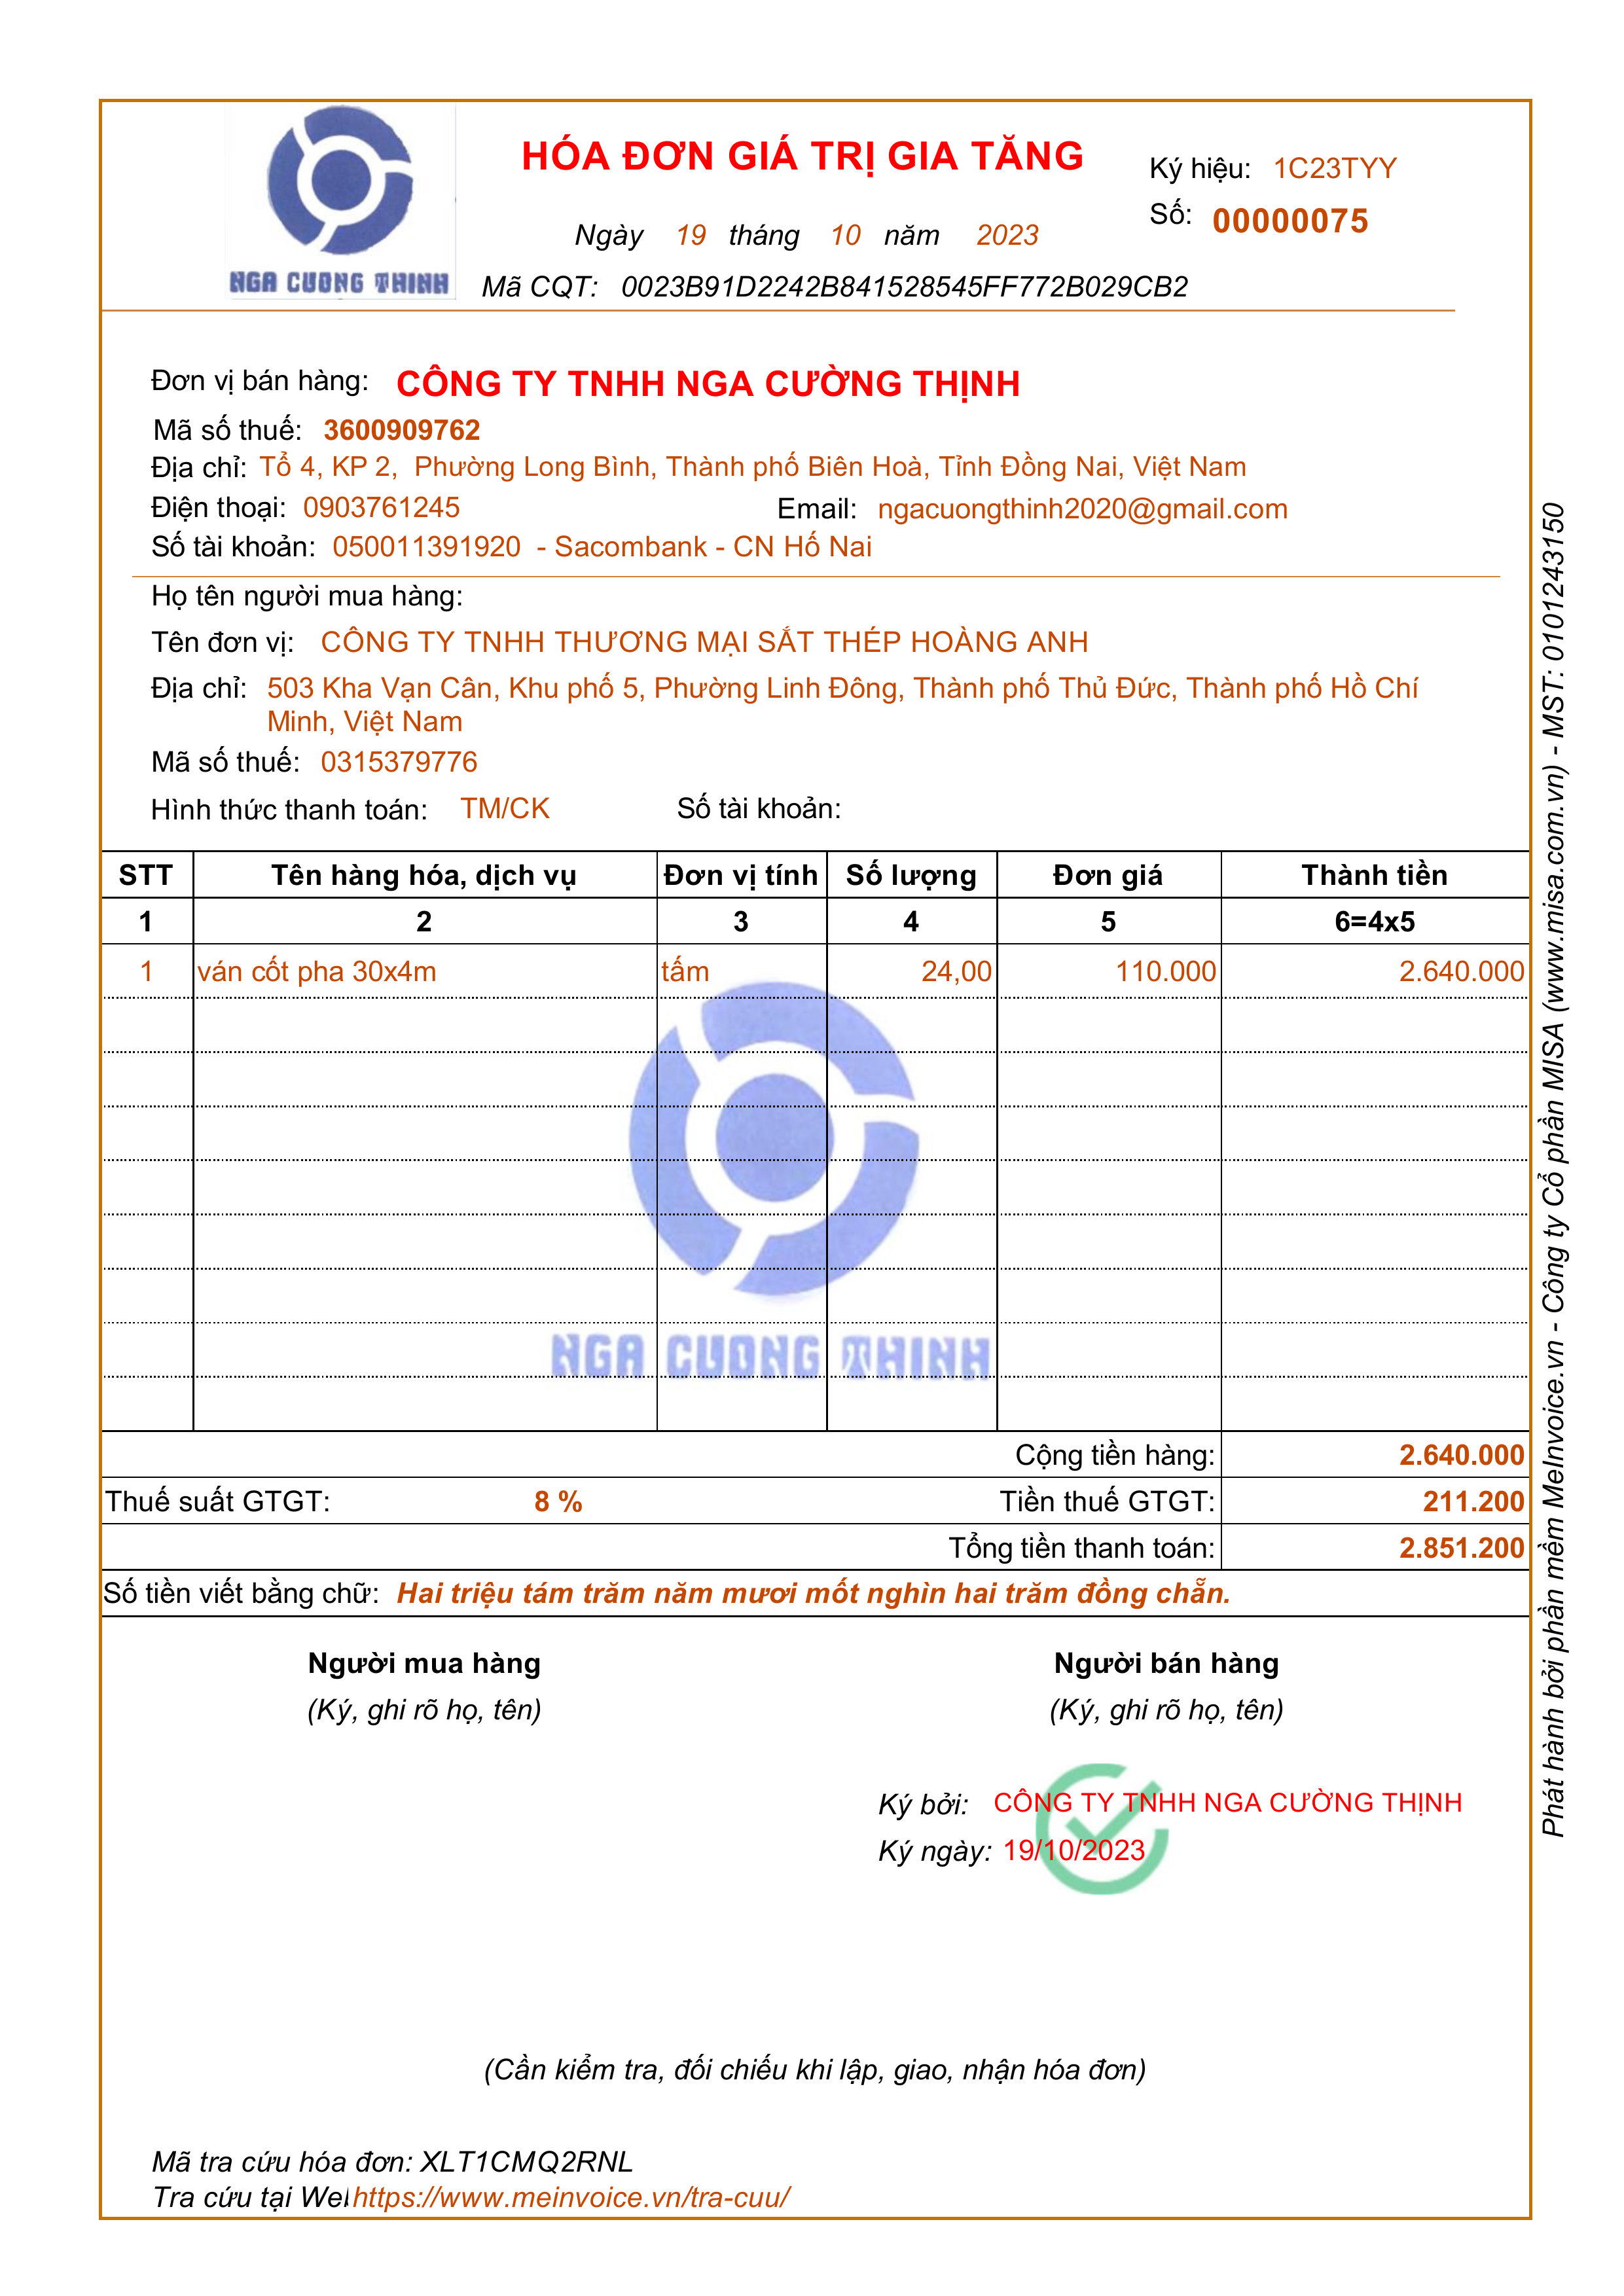 NGA CUONG THINH
HÓA ĐƠN GIÁ TRỊ GIA TĂNG
Ký hiệu: 1C23TYY
Số: 00000075
Ngày 19 tháng 10 năm 2023
Mã CQT: 0023B91D2242B841528545FF772B029CB2
Đơn vị bán hàng: CÔNG TY TNHH NGA CƯỜNG THỊNH
Mã số thuế: 3600909762
Địa chỉ: Tổ 4, KP 2, Phường Long Bình, Thành phố Biên Hoà, Tỉnh Đồng Nai, Việt Nam
Điện thoại: 0903761245 Email: ngacuongthinh2020@gmail.com
Số tài khoản: 050011391920 - Sacombank - CN Hố Nai
Họ tên người mua hàng:
Tên đơn vị: CÔNG TY TNHH THƯƠNG MẠI SẮT THÉP HOÀNG ANH
Địa chỉ: 503 Kha Vạn Cân, Khu phố 5, Phường Linh Đông, Thành phố Thủ Đức, Thành phố Hồ Chí
Minh, Việt Nam
Mã số thuế: 0315379776
Hình thức thanh toán: TM/CK Số tài khoản:
STT Tên hàng hóa, dịch vụ Đơn vị tính Số lượng Đơn giá Thành tiền
1 2 3 4 5 6=4x5
1 ván cốt pha 30x4m tấm 24,00 110.000 2.640.000
NGA CUONG THINH
Cộng tiền hàng: 2.640.000
Thuế suất GTGT: 8 % Tiền thuế GTGT: 211.200
Tổng tiền thanh toán: 2.851.200
Số tiền viết bằng chữ: Hai triệu tám trăm năm mươi mốt nghìn hai trăm đồng chẵn.
Người mua hàng Người bán hàng
(Ký, ghi rõ họ, tên) (Ký, ghi rõ họ, tên)
Ký bởi: CÔNG TY TNHH NGA CƯỜNG THỊNH
Ký ngày: 19/10/2023
(Cần kiểm tra, đối chiếu khi lập, giao, nhận hóa đơn)
Mã tra cứu hóa đơn: XLT1CMQ2RNL
Tra cứu tại We https://www.meinvoice.vn/tra-cuu/
Phát hành bởi phần mềm MeInvoice.vn - Công ty Cổ phần MISA (www.misa.com.vn) - MST: 0101243150